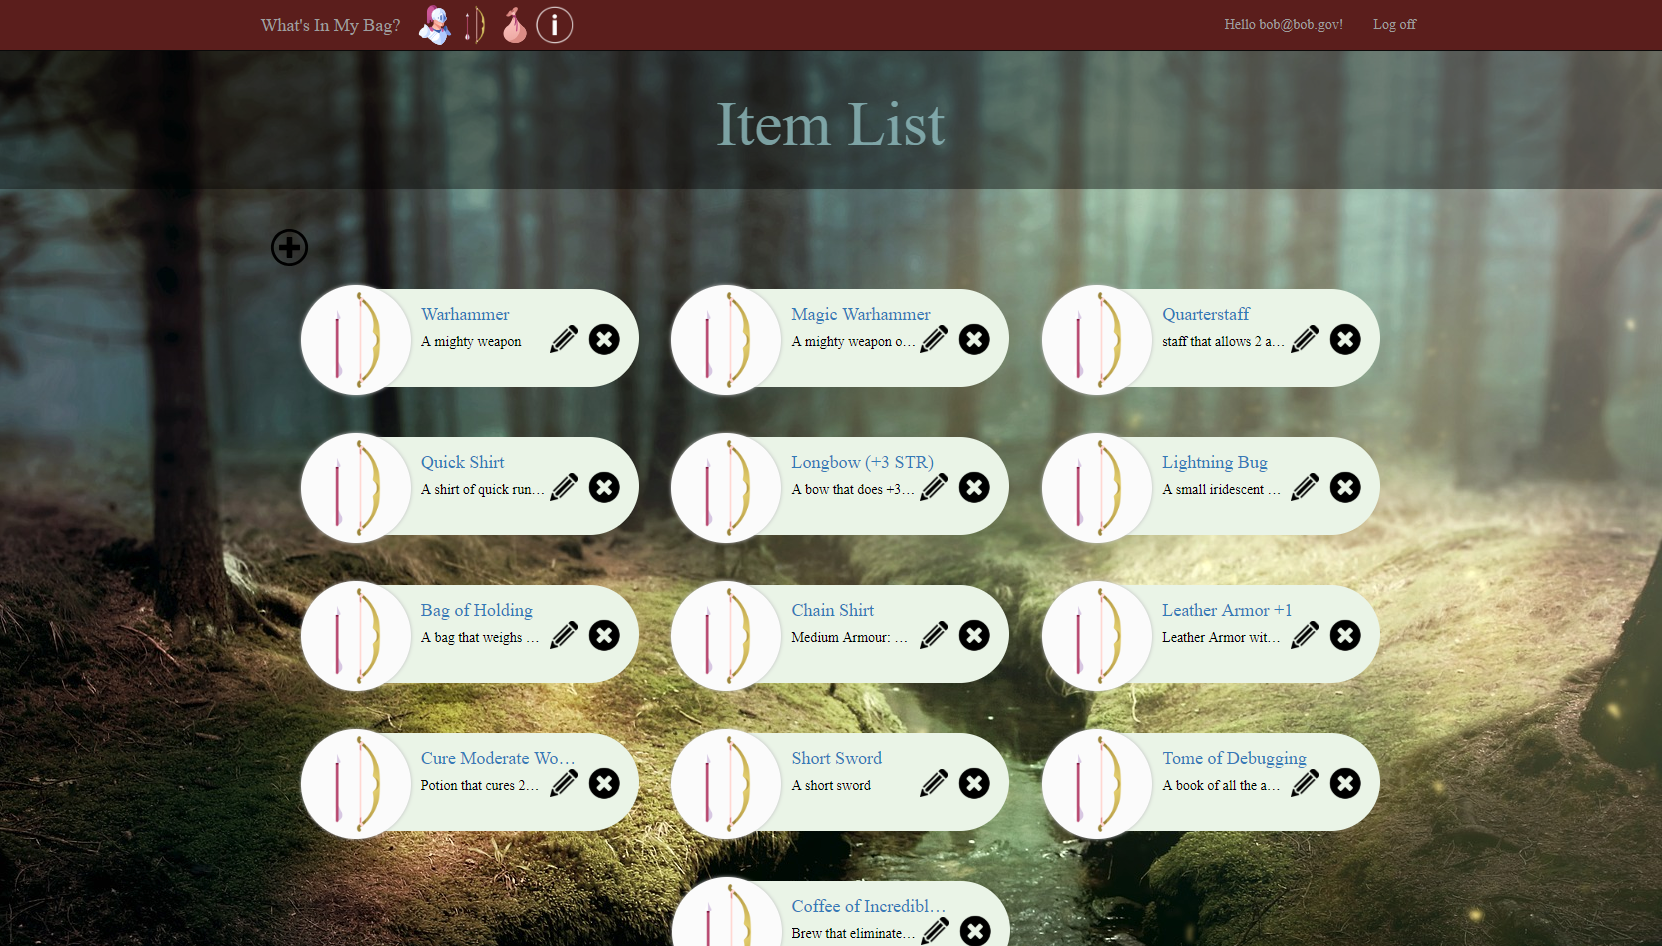 What's In My Bag?
Hello bob@bob.gov!
Log off
Item List
Warhammer
A mighty weapon
Magic Warhammer
A mighty weapon o…
Quarterstaff
staff that allows 2 a…
Quick Shirt
A shirt of quick run…
Longbow (+3 STR)
A bow that does +3…
Lightning Bug
A small iridescent …
Bag of Holding
A bag that weighs …
Chain Shirt
Medium Armour: …
Leather Armor +1
Leather Armor wit…
Cure Moderate Wo…
Potion that cures 2…
Short Sword
A short sword
Tome of Debugging
A book of all the a…
Coffee of Incredibl…
Brew that eliminate…